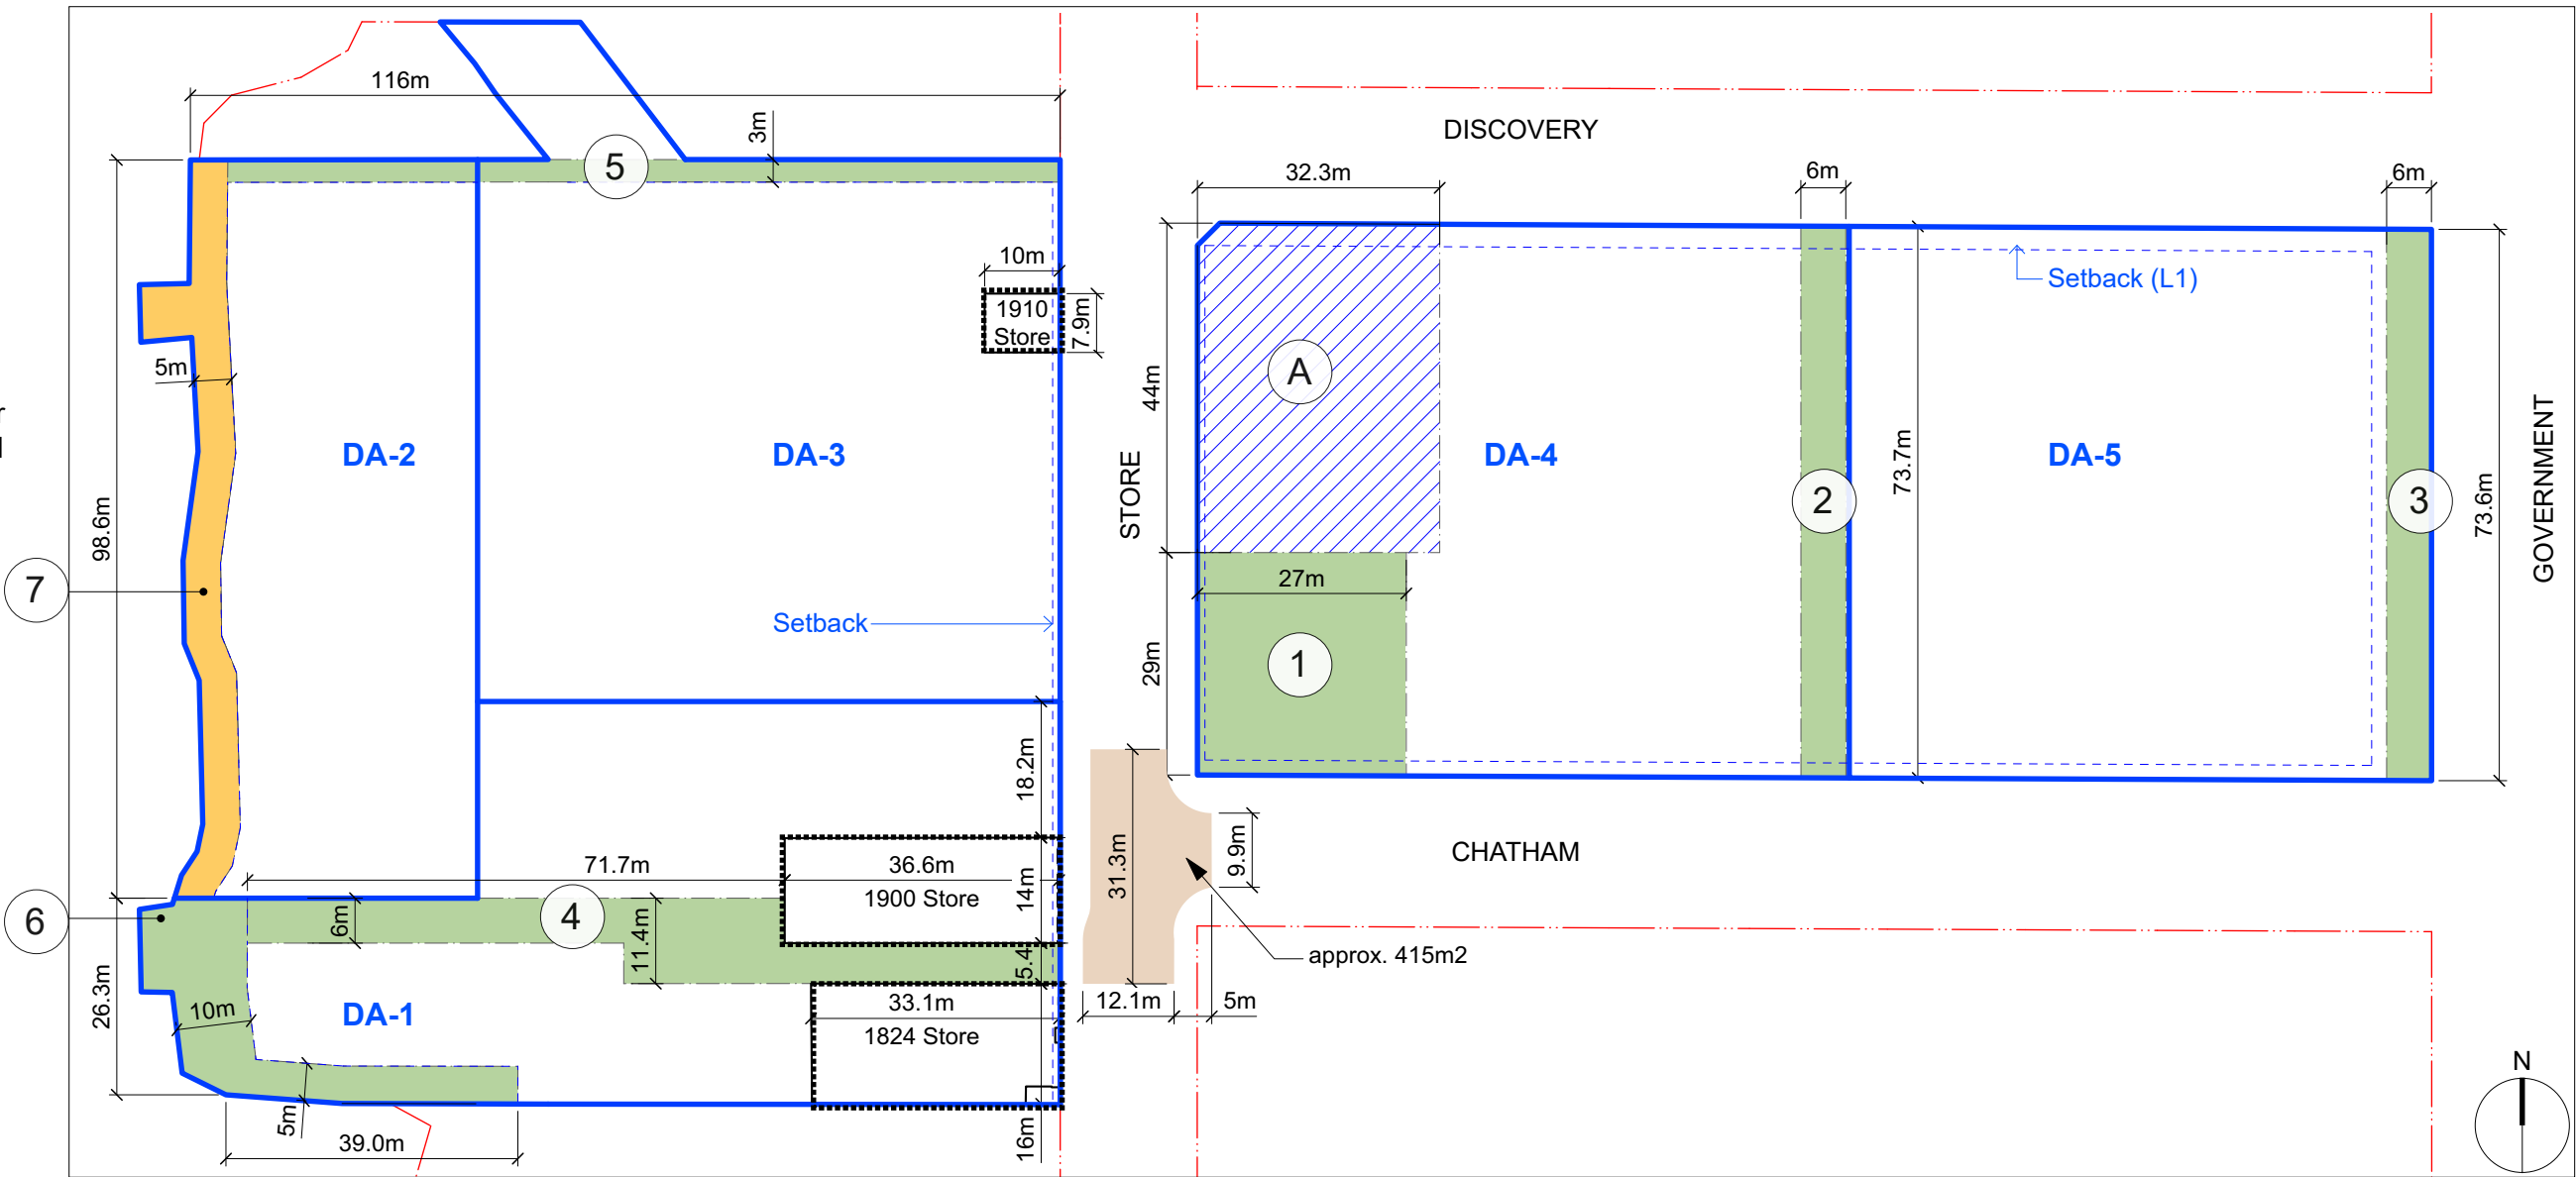 116m
3m
DISCOVERY
5
32.3m
6m
6m
10m
1910
Store
7.9m
Setback (L1)
5m
A
44m
r
l
DA-2
DA-3
DA-4
DA-5
STORE
73.7m
GOVERNMENT
98.6m
2
3
73.6m
7
27m
Setback
1
29m
18.2m
31.3m
9.9m
CHATHAM
71.7m
36.6m
1900 Store
14m
6
4
6m
11.4m
5.4
approx. 415m2
26.3m
10m
DA-1
33.1m
1824 Store
12.1m
5m
N
5m
39.0m
16m